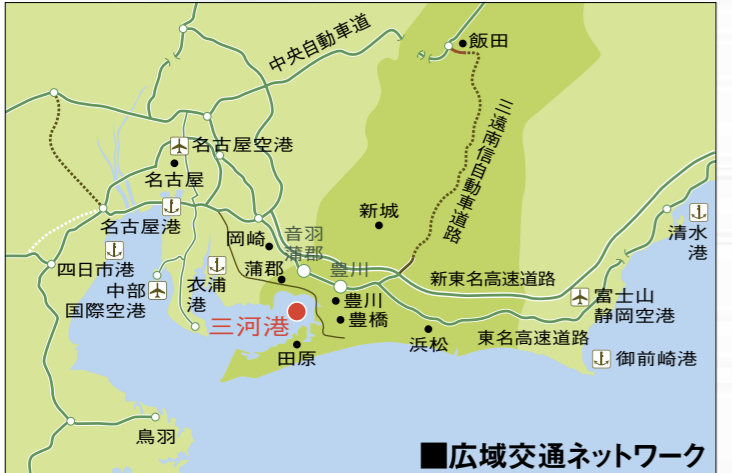 中央自動車道
飯田
三遠南信自動車道路
名古屋空港
名古屋
名古屋港
四日市港
中部
国際空港
衣浦
港
岡崎
音羽
蒲郡
蒲郡
豊川
新城
新東名高速道路
清水
港
富士山
静岡空港
三河港
豊川
豊橋
田原
浜松
東名高速道路
御前崎港
鳥羽
■広域交通ネットワーク